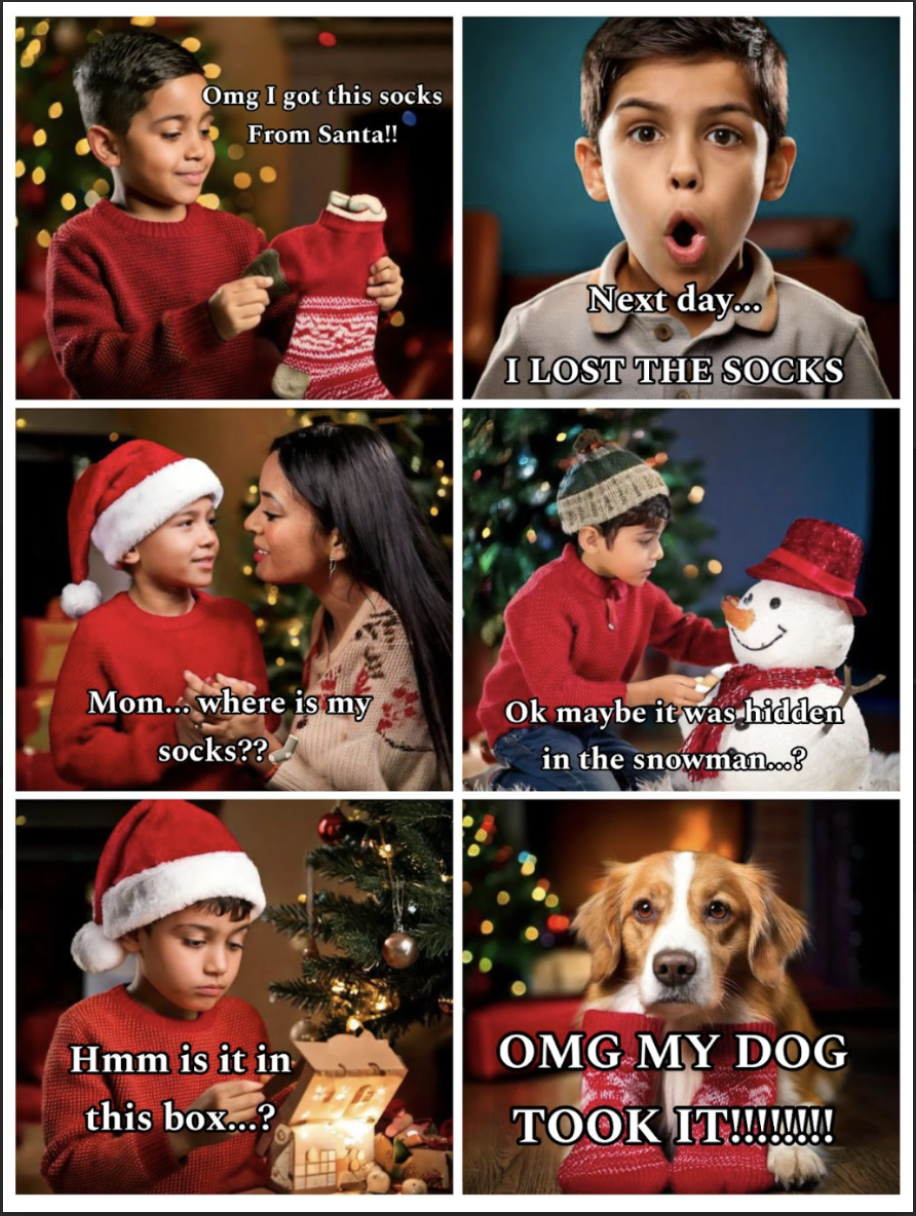 Omg I got this socks
From Santa!!
Next day...
I LOST THE SOCKS
Mom... where is my
socks??
Ok maybe it was hidden
in the snowman...?
Hmm is it in
this box...?
OMG MY DOG
TOOK IT!!!!!!!!